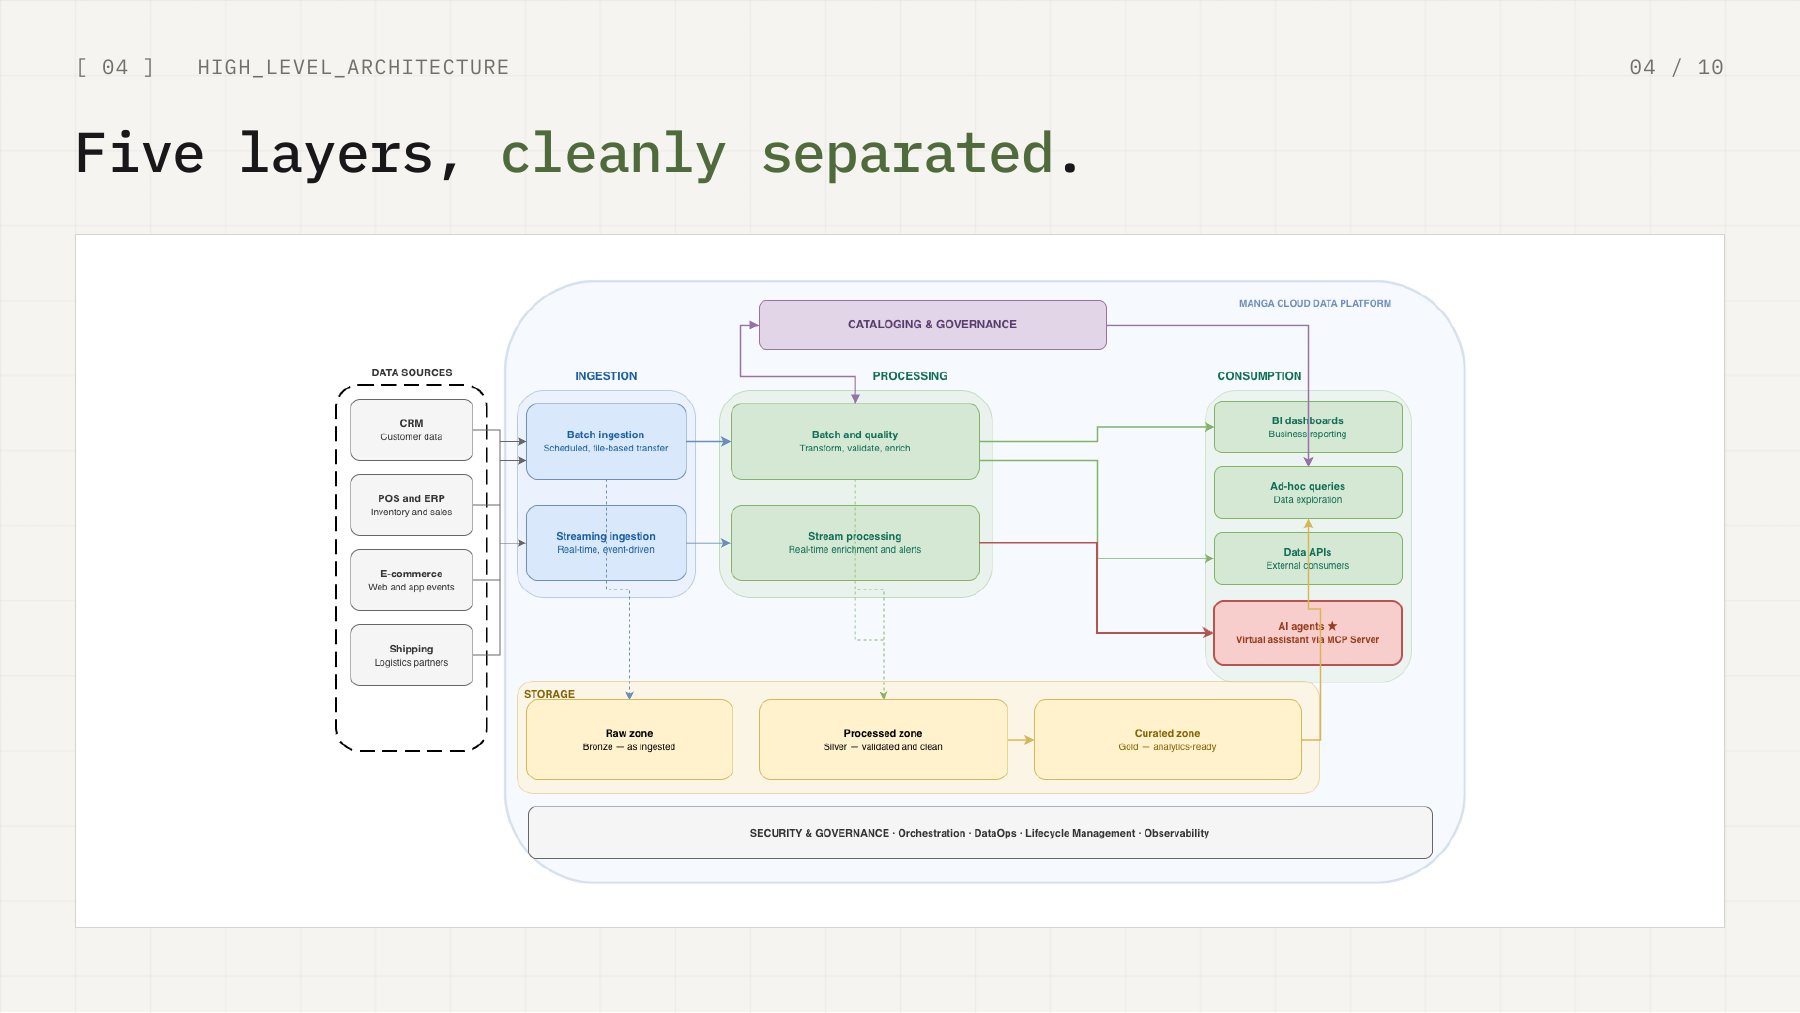 [ 04 ] HIGH_LEVEL_ARCHITECTURE
04 / 10
Five layers, cleanly separated.
MANGA CLOUD DATA PLATFORM
CATALOGING & GOVERNANCE
DATA SOURCES
CRM
Customer data
POS and ERP
Inventory and sales
E-commerce
Web and app events
Shipping
Logistics partners
INGESTION
Batch ingestion
Scheduled, file-based transfer
Streaming ingestion
Real-time, event-driven
PROCESSING
Batch and quality
Transform, validate, enrich
Stream processing
Real-time enrichment and alerts
CONSUMPTION
BI dashboards
Business reporting
Ad-hoc queries
Data exploration
Data APIs
External consumers
AI agents ★
Virtual assistant via MCP Server
STORAGE
Raw zone
Bronze — as ingested
Processed zone
Silver — validated and clean
Curated zone
Gold — analytics-ready
SECURITY & GOVERNANCE · Orchestration · DataOps · Lifecycle Management · Observability